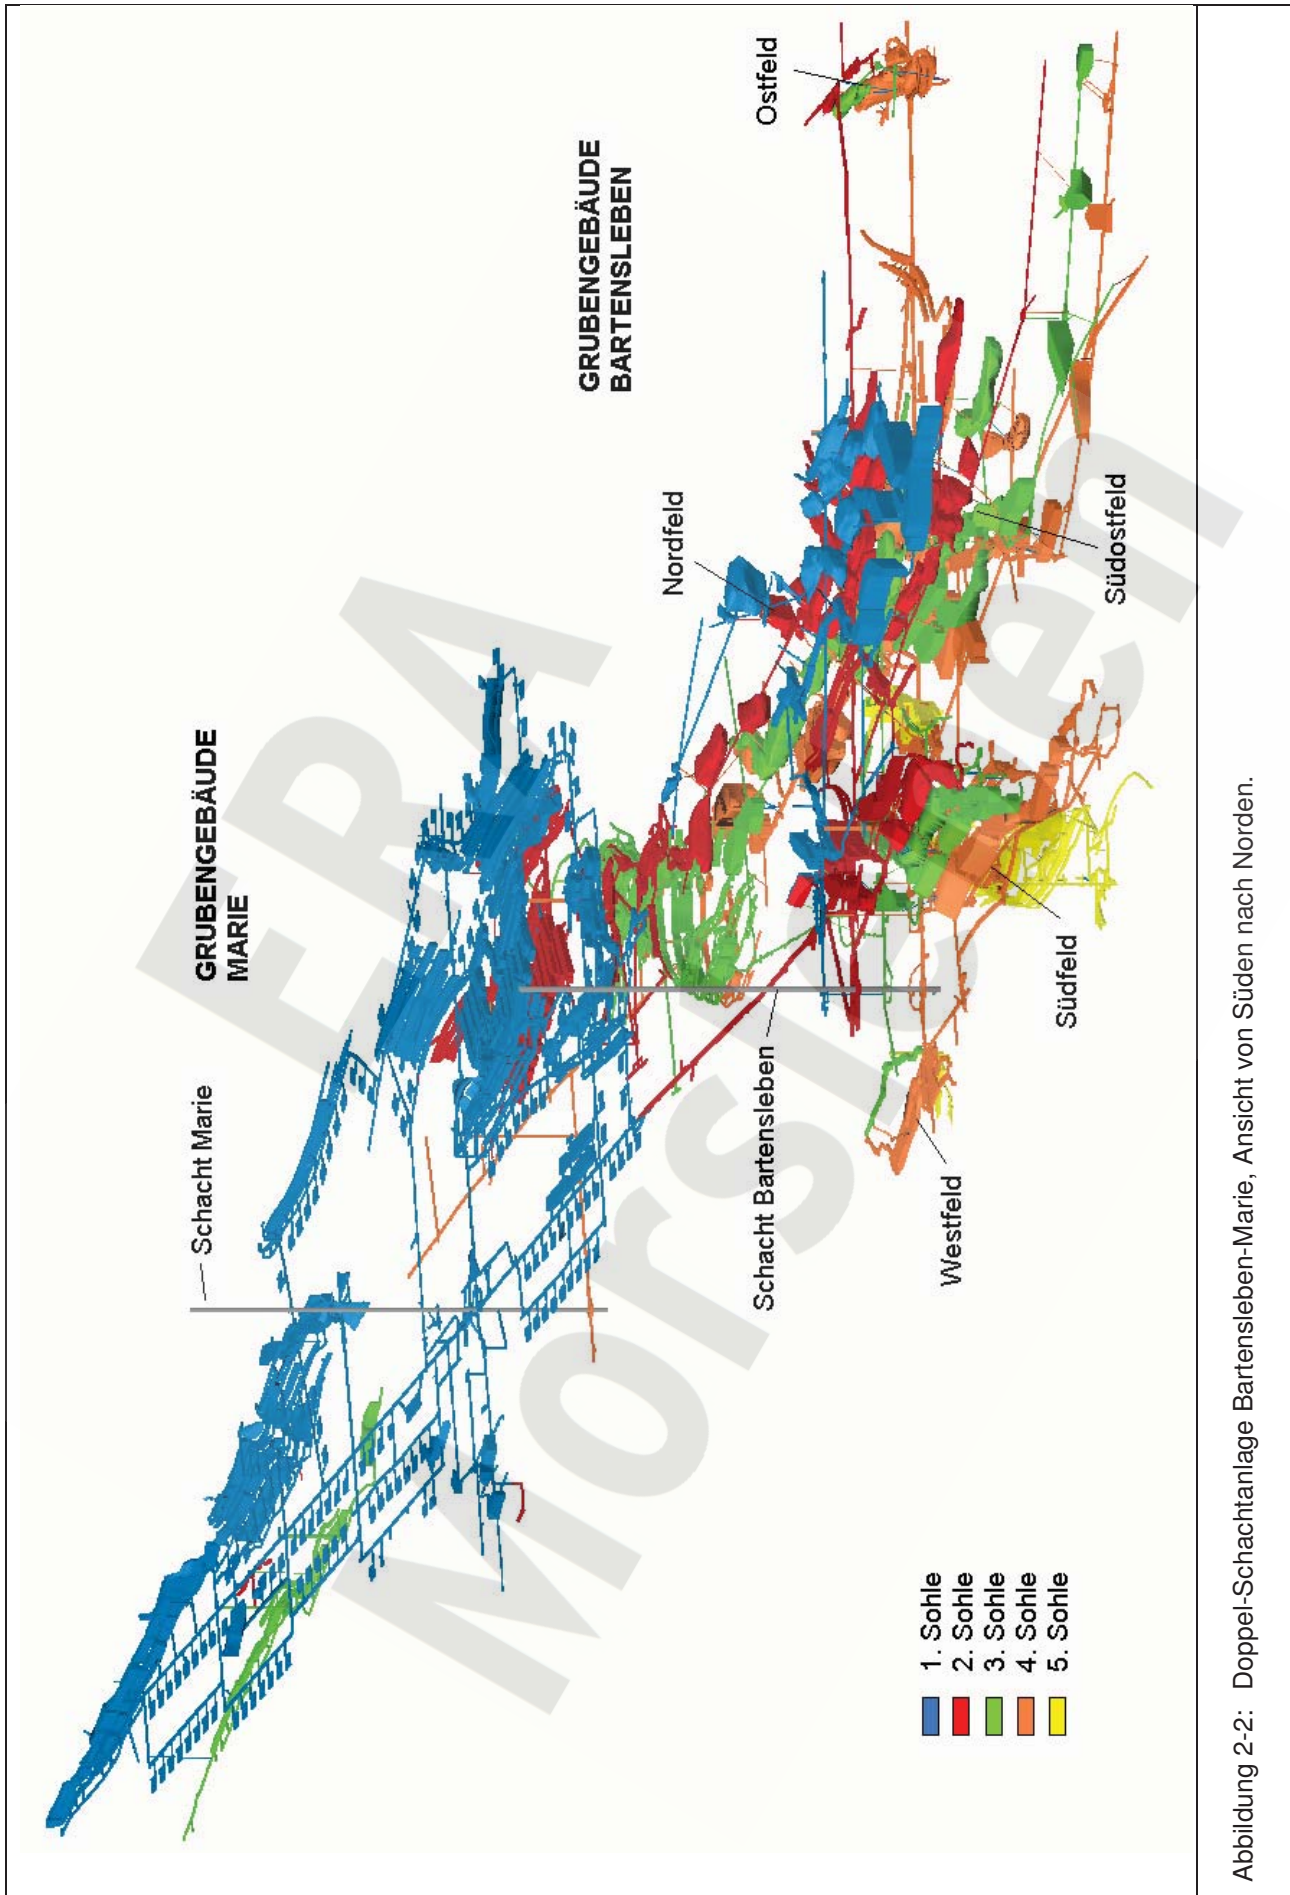 GRUBENGEBÄUDE
MARIE
Schacht Marie
GRUBENGEBÄUDE
BARTENSLEBEN
Ostfeld
Nordfeld
Schacht Bartensleben
Westfeld
Südfeld
Südostfeld
1. Sohle
2. Sohle
3. Sohle
4. Sohle
5. Sohle
ERA
Morsleben
Abbildung 2-2: Doppel-Schachtanlage Bartensleben-Marie, Ansicht von Süden nach Norden.